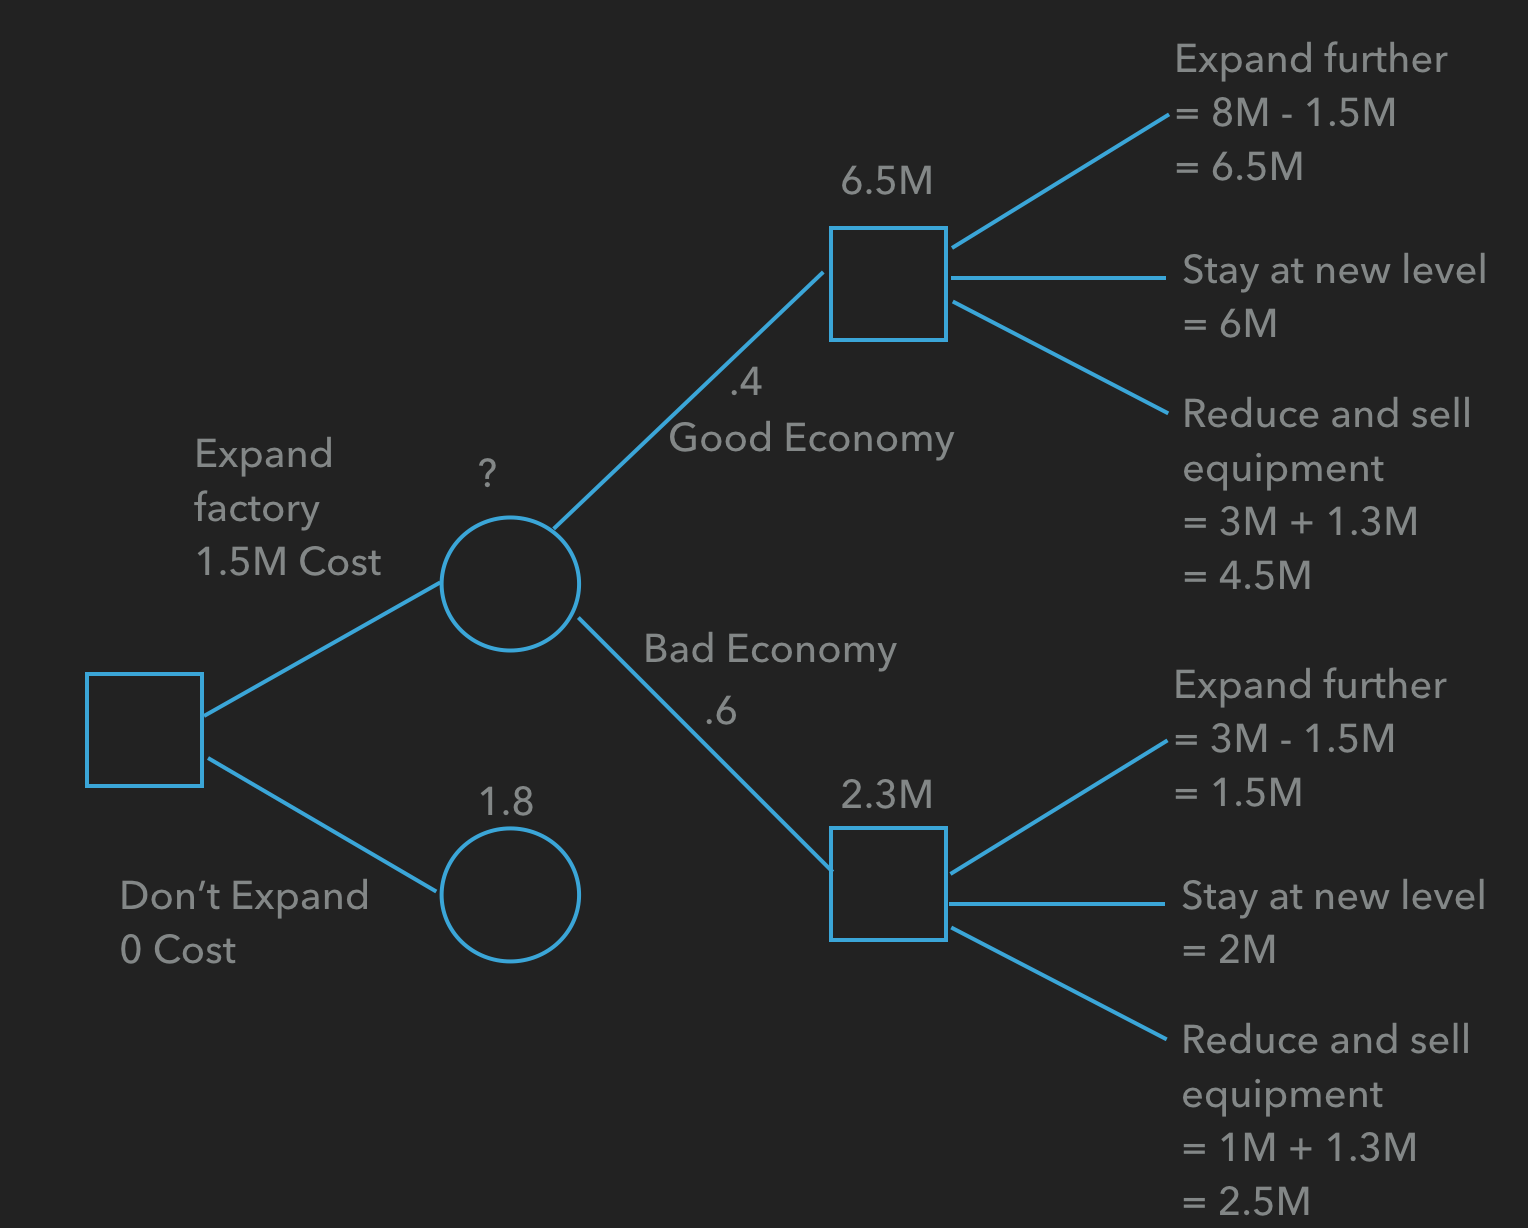 Expand further
= 8M - 1.5M
= 6.5M
6.5M
Stay at new level
= 6M
.4
Good Economy
Reduce and sell
equipment
= 3M + 1.3M
= 4.5M
Expand
factory
1.5M Cost
?
Bad Economy
.6
Expand further
= 3M - 1.5M
= 1.5M
2.3M
1.8
Stay at new level
= 2M
Don’t Expand
0 Cost
Reduce and sell
equipment
= 1M + 1.3M
= 2.5M